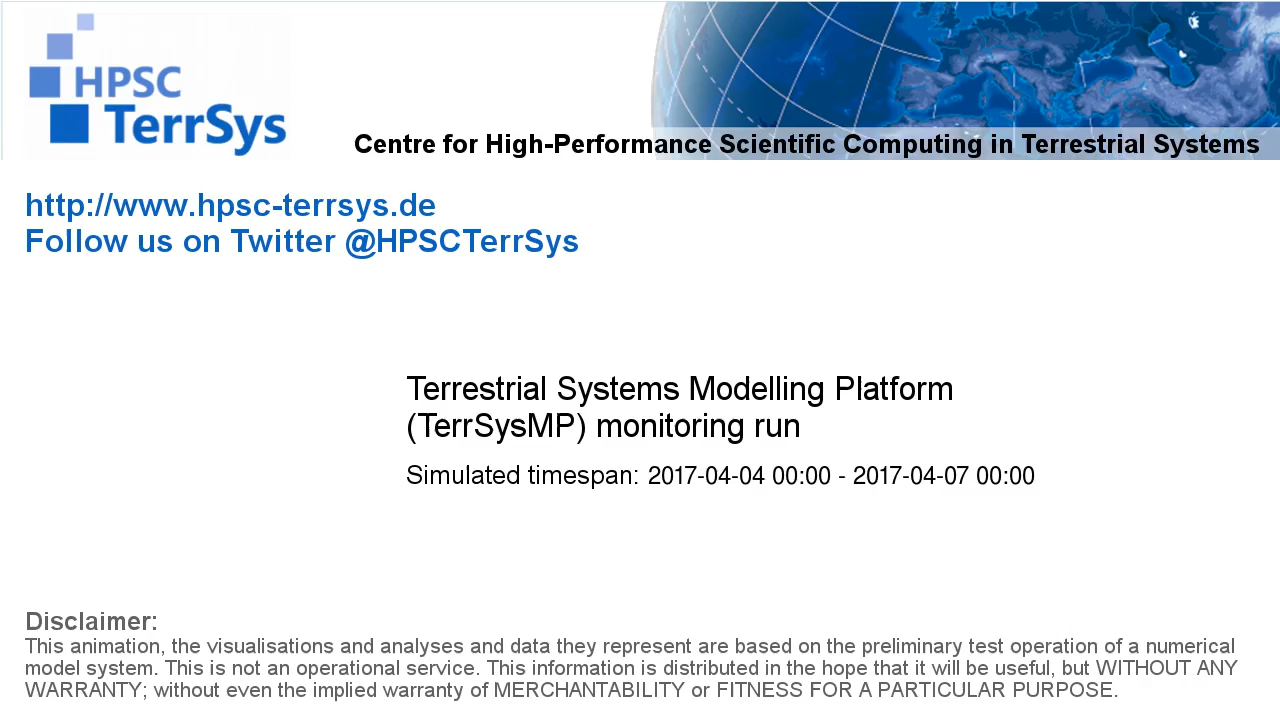 HPSC
TerrSys
Centre for High-Performance Scientific Computing in Terrestrial Systems
http://www.hpsc-terrsys.de
Follow us on Twitter @HPSCTerrSys
Terrestrial Systems Modelling Platform
(TerrSysMP) monitoring run
Simulated timespan: 2017-04-04 00:00 - 2017-04-07 00:00
Disclaimer:
This animation, the visualisations and analyses and data they represent are based on the preliminary test operation of a numerical
model system. This is not an operational service. This information is distributed in the hope that it will be useful, but WITHOUT ANY
WARRANTY; without even the implied warranty of MERCHANTABILITY or FITNESS FOR A PARTICULAR PURPOSE.